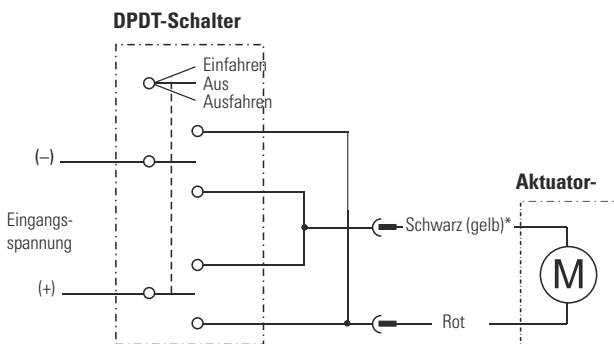 DPDT-Schalter
Einfahren
Aus
Ausfahren
(–)
Aktuator-
Eingangs-
spannung
Schwarz (gelb)*
M
(+)
Rot